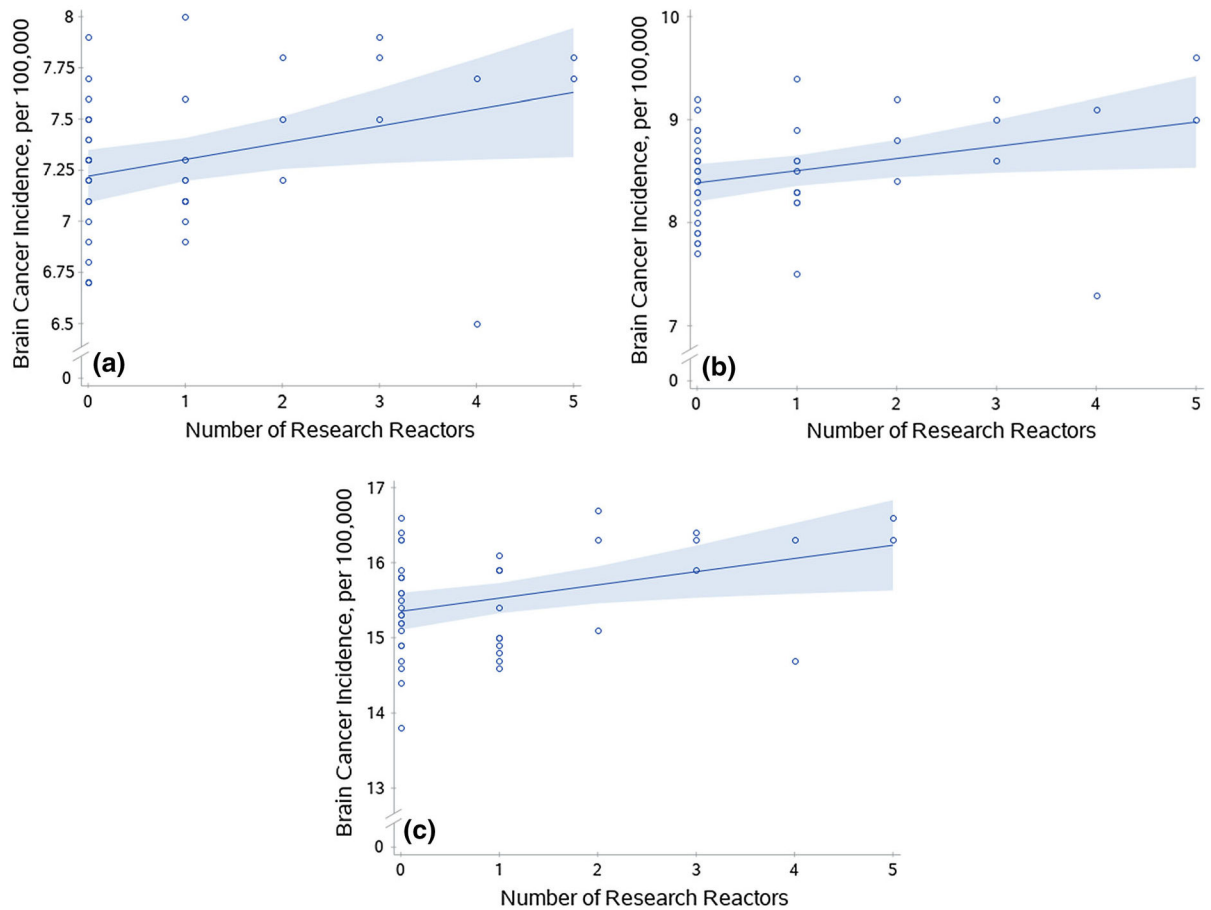 Brain Cancer Incidence, per 100,000
8
7.75
7.5
7.25
7
6.75
6.5
0
(a)
0 1 2 3 4 5
Number of Research Reactors
Brain Cancer Incidence, per 100,000
10
9
8
7
0
(b)
0 1 2 3 4 5
Number of Research Reactors
Brain Cancer Incidence, per 100,000
17
16
15
14
13
0
(c)
0 1 2 3 4 5
Number of Research Reactors